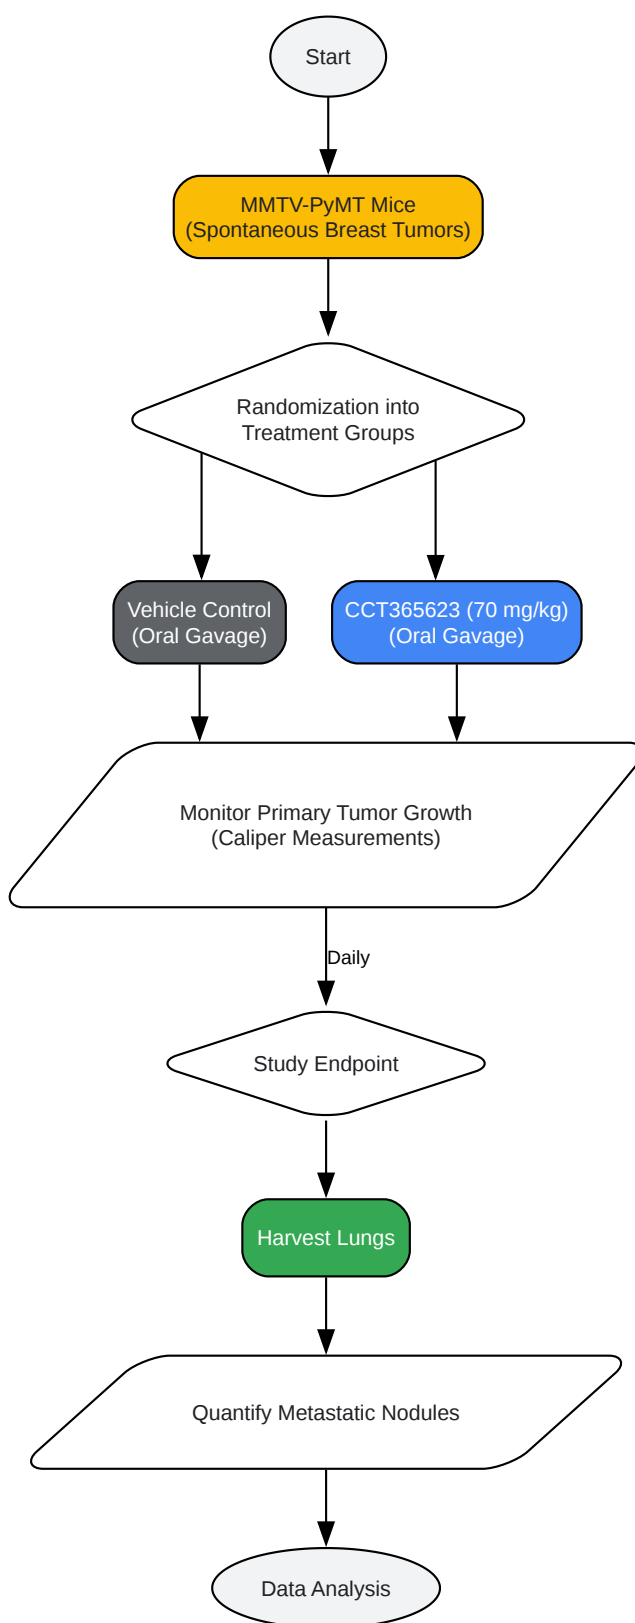 Start
MMTV-PyMT Mice
(Spontaneous Breast Tumors)
Randomization into
Treatment Groups
Vehicle Control
(Oral Gavage)
CCT365623 (70 mg/kg)
(Oral Gavage)
Monitor Primary Tumor Growth
(Caliper Measurements)
Daily
Study Endpoint
Harvest Lungs
Quantify Metastatic Nodules
Data Analysis